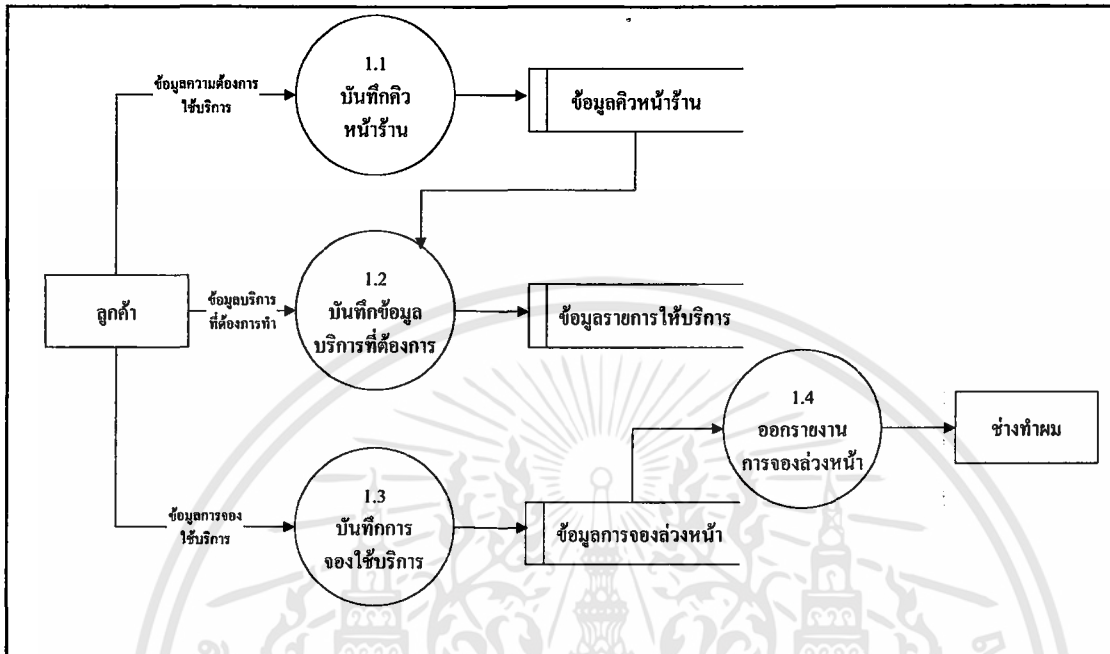 1.1
บันทึกคิว
หน้าร้าน
ข้อมูลความต้องการ
ใช้บริการ
ข้อมูลคิวหน้าร้าน
ลูกค้า
ข้อมูลบริการ
ที่ต้องการทำ
1.2
บันทึกข้อมูล
บริการที่ต้องการ
ข้อมูลรายการให้บริการ
1.4
ออกรายงาน
การจองล่วงหน้า
ช่างทำผม
ข้อมูลการจอง
ใช้บริการ
1.3
บันทึกการ
จองใช้บริการ
ข้อมูลการจองล่วงหน้า